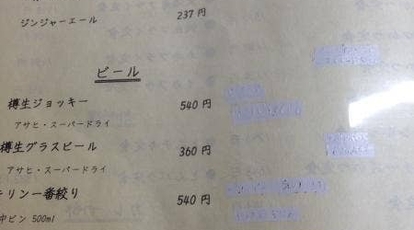 ジンジャーエール 237円
ビール
樽生ジョッキー 540円
アサヒ・スーパードライ
樽生グラスビール 360円
アサヒ・スーパードライ
キリン一番絞り 540円
中ビン 500ml